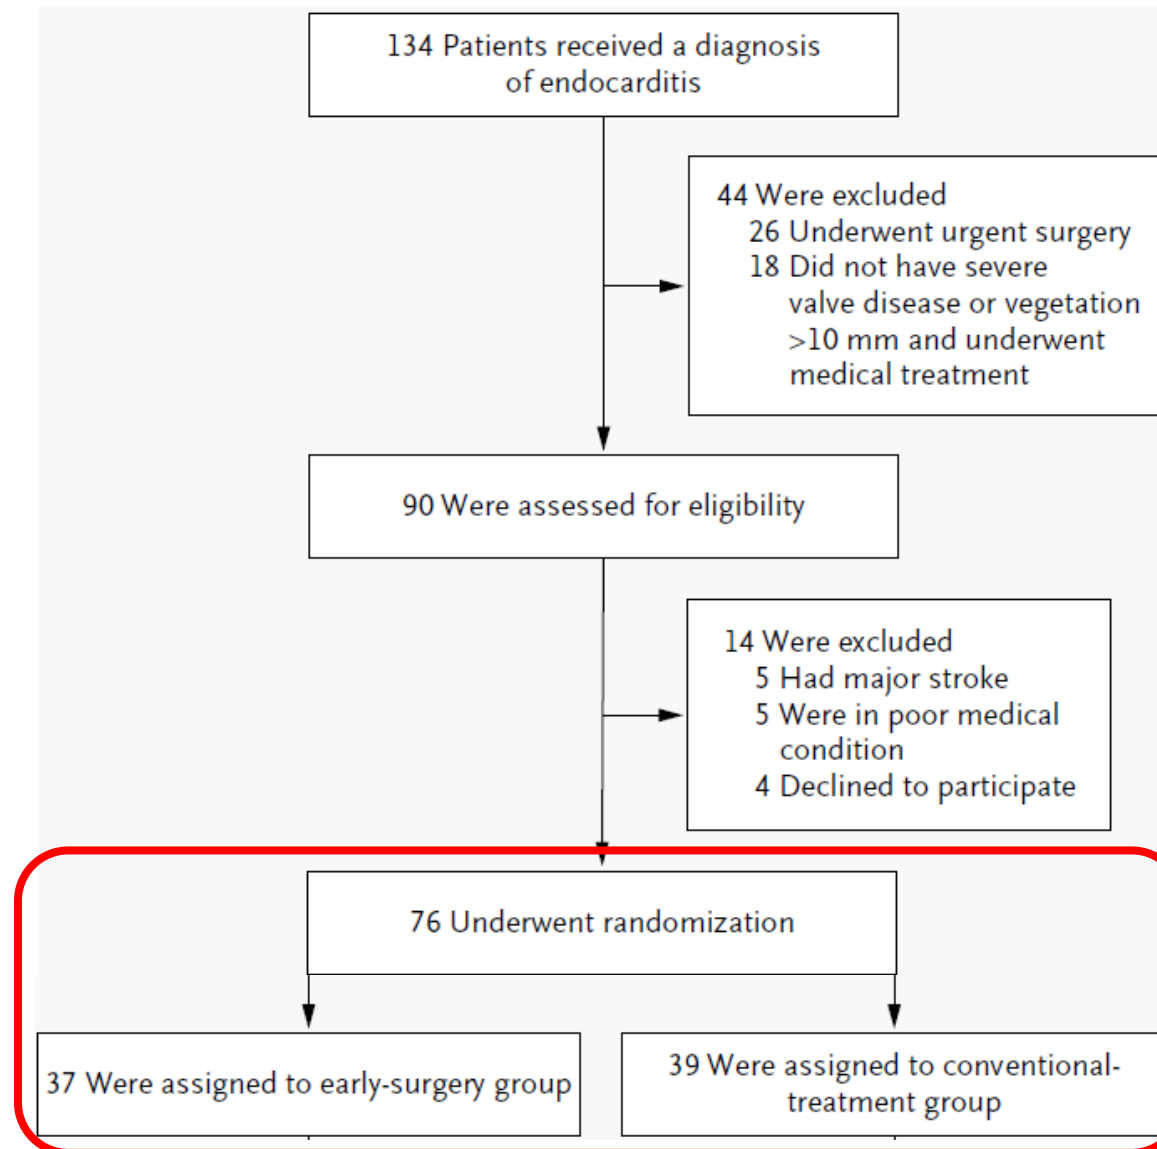 134 Patients received a diagnosis
of endocarditis
44 Were excluded
26 Underwent urgent surgery
18 Did not have severe
valve disease or vegetation
>10 mm and underwent
medical treatment
90 Were assessed for eligibility
14 Were excluded
5 Had major stroke
5 Were in poor medical
condition
4 Declined to participate
76 Underwent randomization
37 Were assigned to early-surgery group
39 Were assigned to conventional-
treatment group